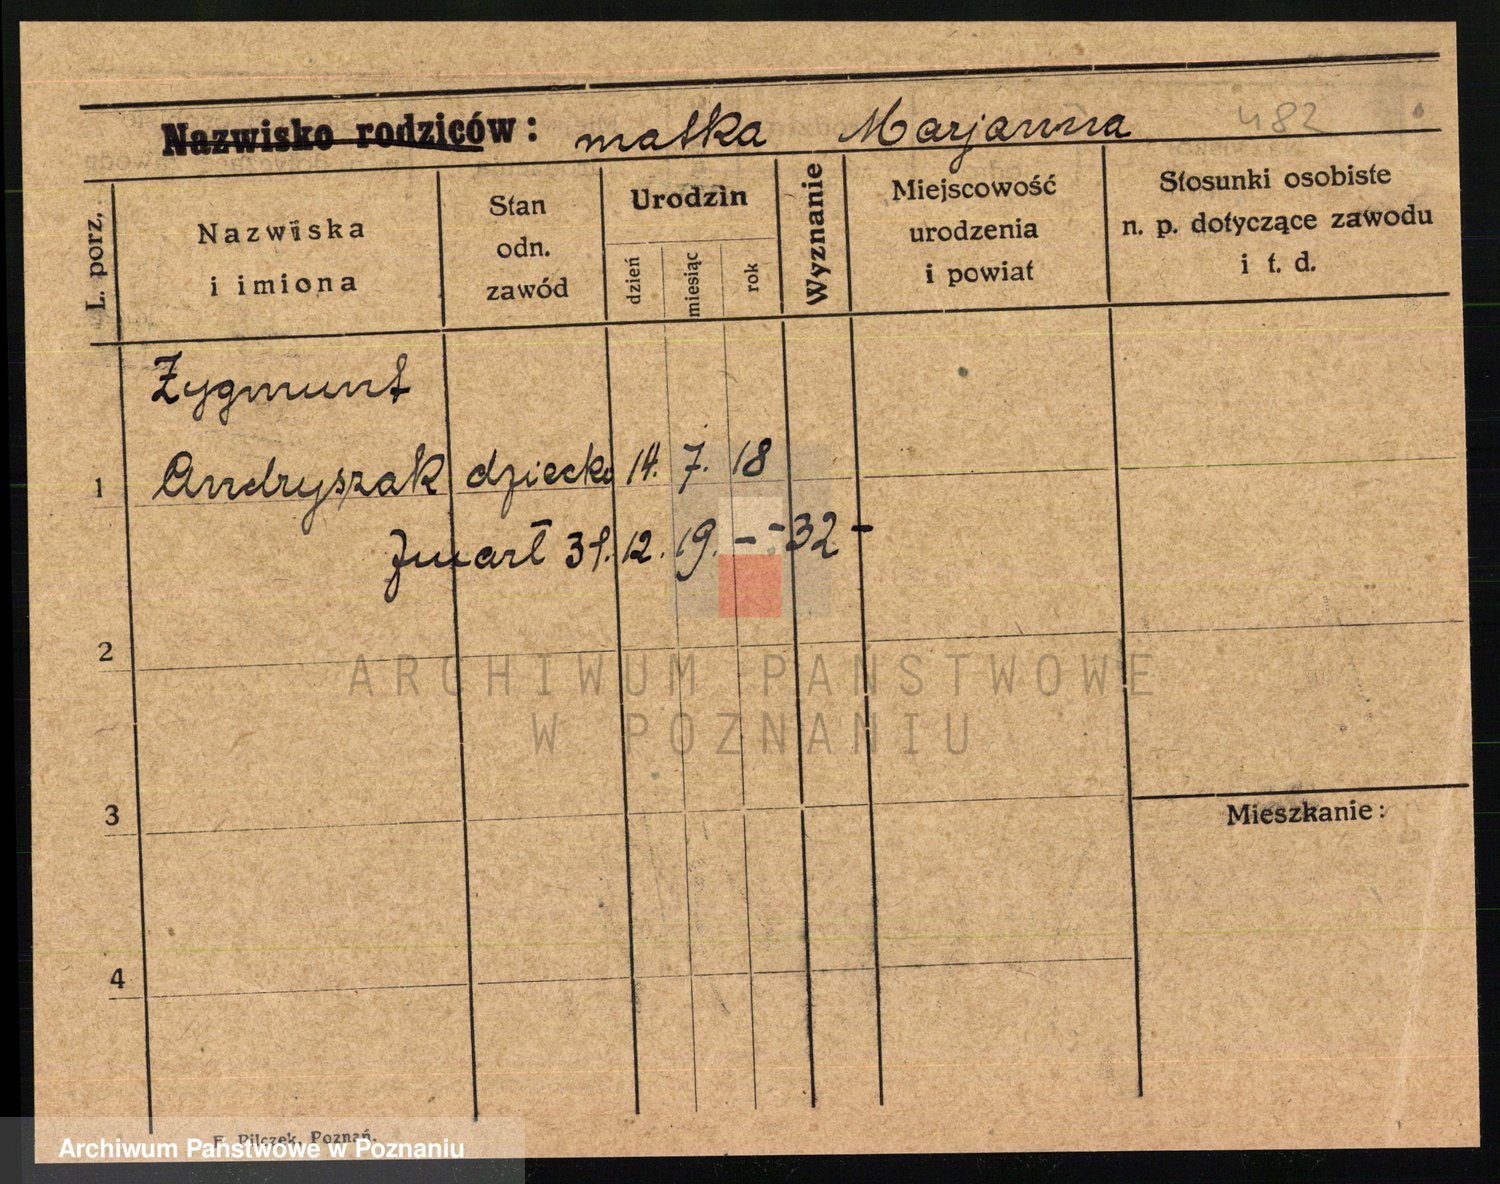 Nazwisko rodziców: matka Marjanna 482
L. porz,
Nazwiska
i imiona
Stan
odn.
zawód
Urodzin
dzień
miesiąc
rok
Wyznanie
Miejscowość
urodzenia
i powiat
Stosunki osobiste
n. p. dotyczące zawodu
i t. d.
Zygmunt
1 Andryszak dziecko 14. 7. 18
zmarł 31. 12. 19. - - 32 -
2
ARCHIWUM PAŃSTWOWE
W POZNANIU
3
Mieszkanie:
4
F. Pilczek, Poznań.
Archiwum Państwowe w Poznaniu